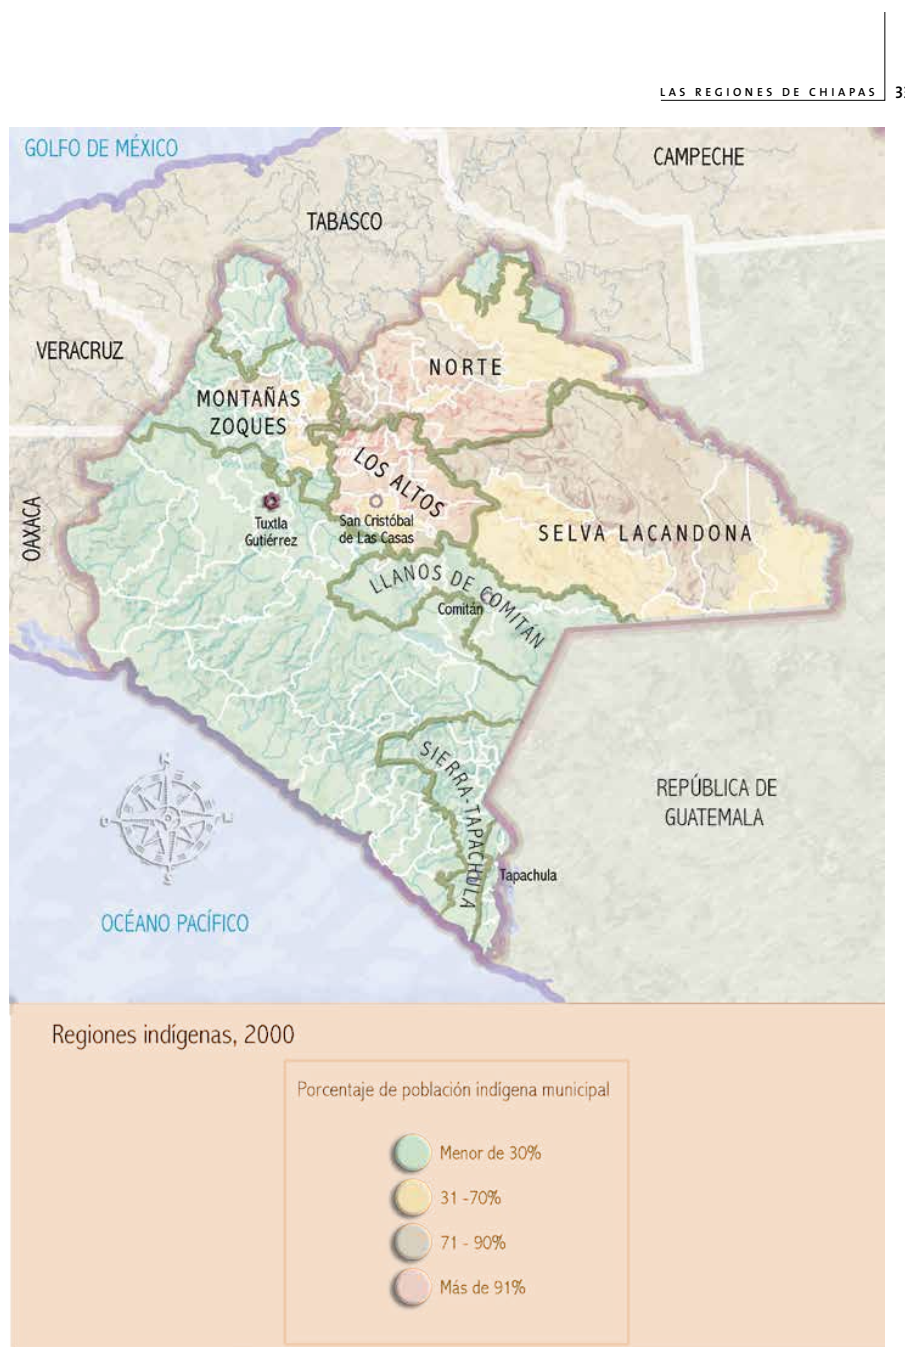 LAS REGIONES DE CHIAPAS
GOLFO DE MÉXICO
CAMPECHE
TABASCO
VERACRUZ
NORTE
MONTAÑAS
ZOQUES
LOS ALTOS
OAXACA
Tuxtla
Gutiérrez
San Cristóbal
de Las Casas
SELVA LACANDONA
LLANOS DE COMITÁN
Comitán
SIERRA-TAPACHULA
REPÚBLICA DE
GUATEMALA
Tapachula
OCÉANO PACÍFICO
Regiones indígenas, 2000
Porcentaje de población indígena municipal
Menor de 30%
31 -70%
71 - 90%
Más de 91%